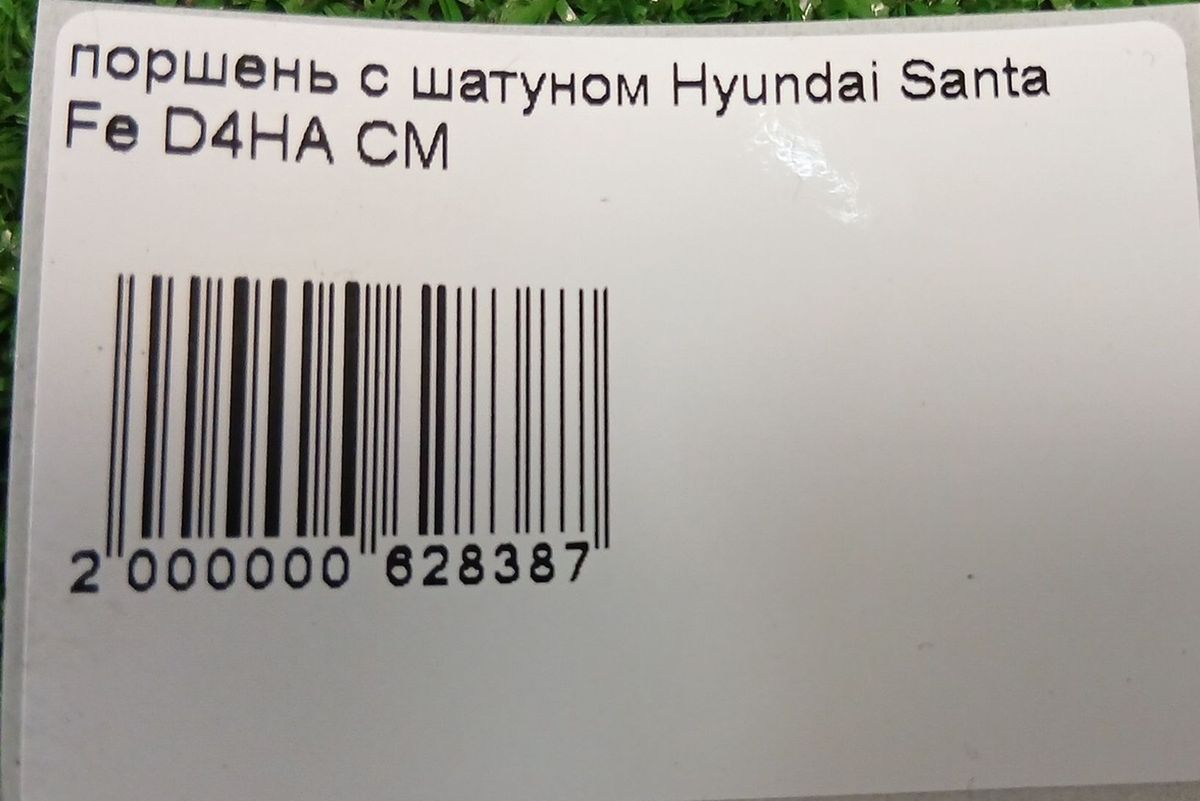 поршень с шатуном Hyundai Santa
Fe D4HA CM
2 000000 628387